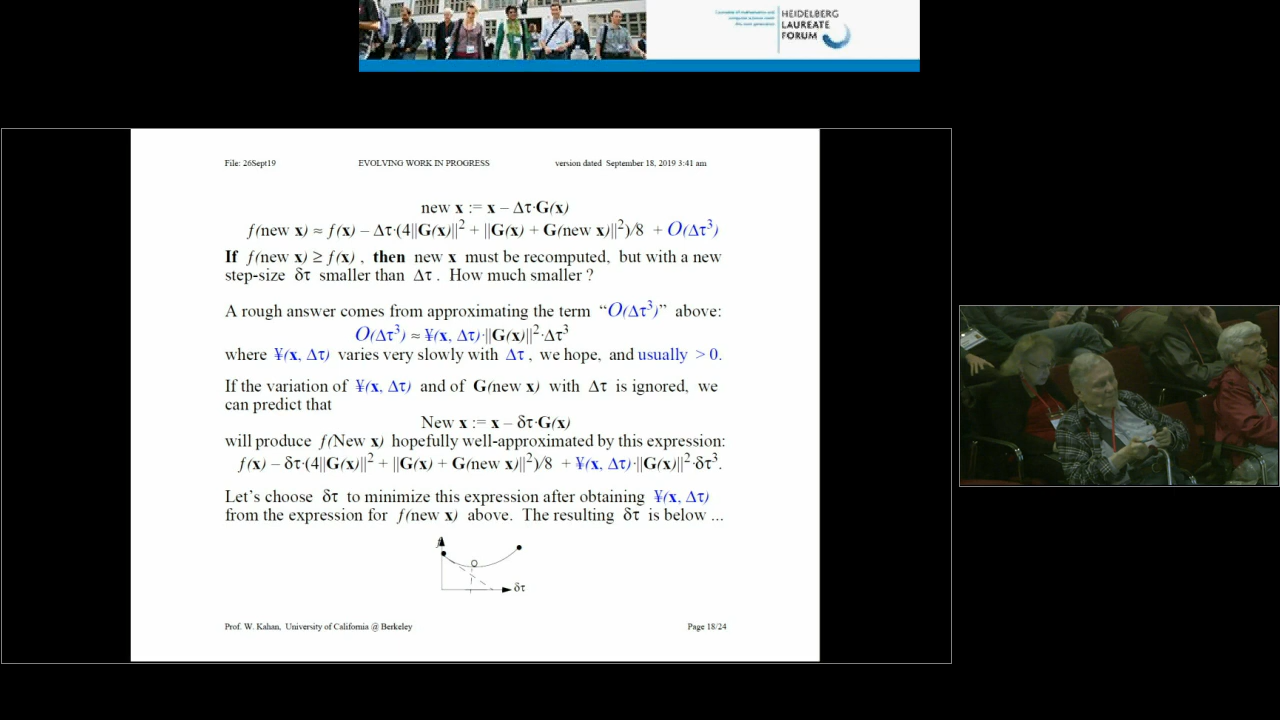 HEIDELBERG
LAUREATE
FORUM
File: 26Sept19 EVOLVING WORK IN PROGRESS version dated September 18, 2019 3:41 am
new x := x – Δτ·G(x)
ƒ(new x) ≈ ƒ(x) – Δτ·(4||G(x)||² + ||G(x) + G(new x)||²)/8 + O(Δτ³)
If ƒ(new x) ≥ ƒ(x) , then new x must be recomputed, but with a new
step-size δτ smaller than Δτ . How much smaller ?
A rough answer comes from approximating the term “O(Δτ³)” above:
O(Δτ³) ≈ ¥(x, Δτ)·||G(x)||²·Δτ³
where ¥(x, Δτ) varies very slowly with Δτ , we hope, and usually > 0.
If the variation of ¥(x, Δτ) and of G(new x) with Δτ is ignored, we
can predict that
New x := x – δτ·G(x)
will produce ƒ(New x) hopefully well-approximated by this expression:
ƒ(x) – δτ·(4||G(x)||² + ||G(x) + G(new x)||²)/8 + ¥(x, Δτ)·||G(x)||²·δτ³.
Let’s choose δτ to minimize this expression after obtaining ¥(x, Δτ)
from the expression for ƒ(new x) above. The resulting δτ is below ...
ƒ
δτ
Prof. W. Kahan, University of California @ Berkeley Page 18/24